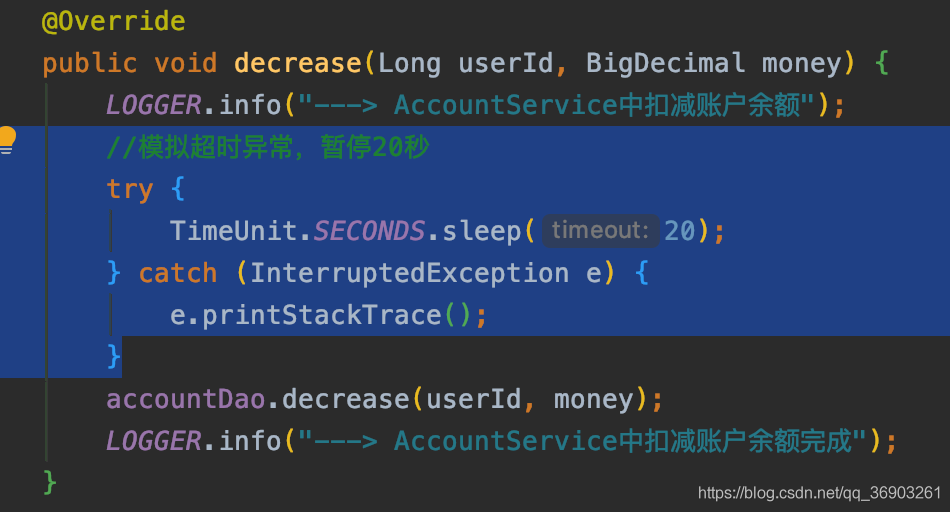 @Override
public void decrease(Long userId, BigDecimal money) {
LOGGER.info("---> AccountService中扣减账户余额");
//模拟超时异常，暂停20秒
try {
TimeUnit.SECONDS.sleep( timeout: 20);
} catch (InterruptedException e) {
e.printStackTrace();
}
accountDao.decrease(userId, money);
LOGGER.info("---> AccountService中扣减账户余额完成");
}
https://blog.csdn.net/qq_36903261